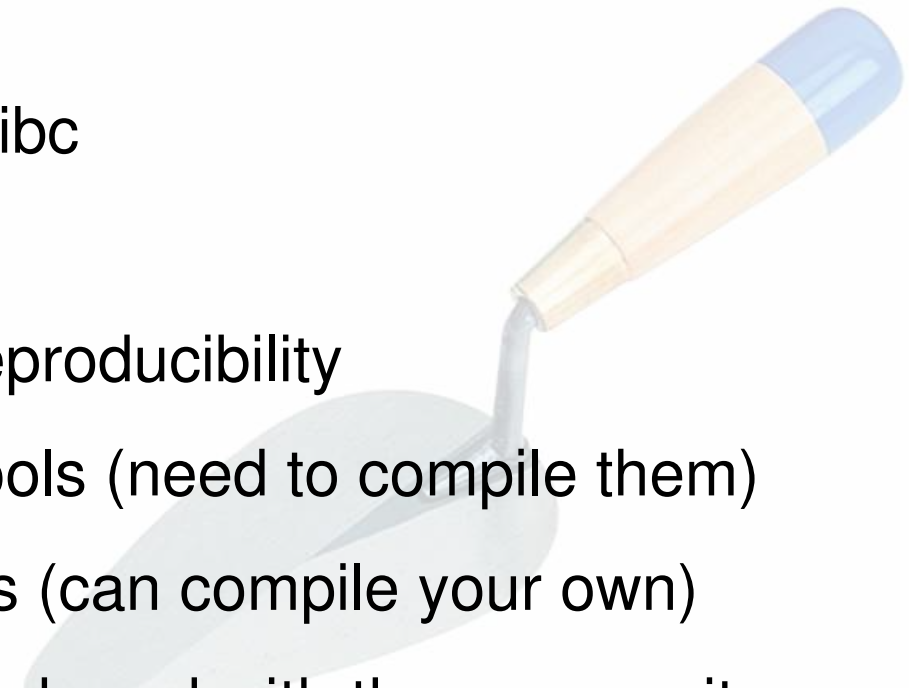 ibc
eproducibility
ools (need to compile them)
s (can compile your own)